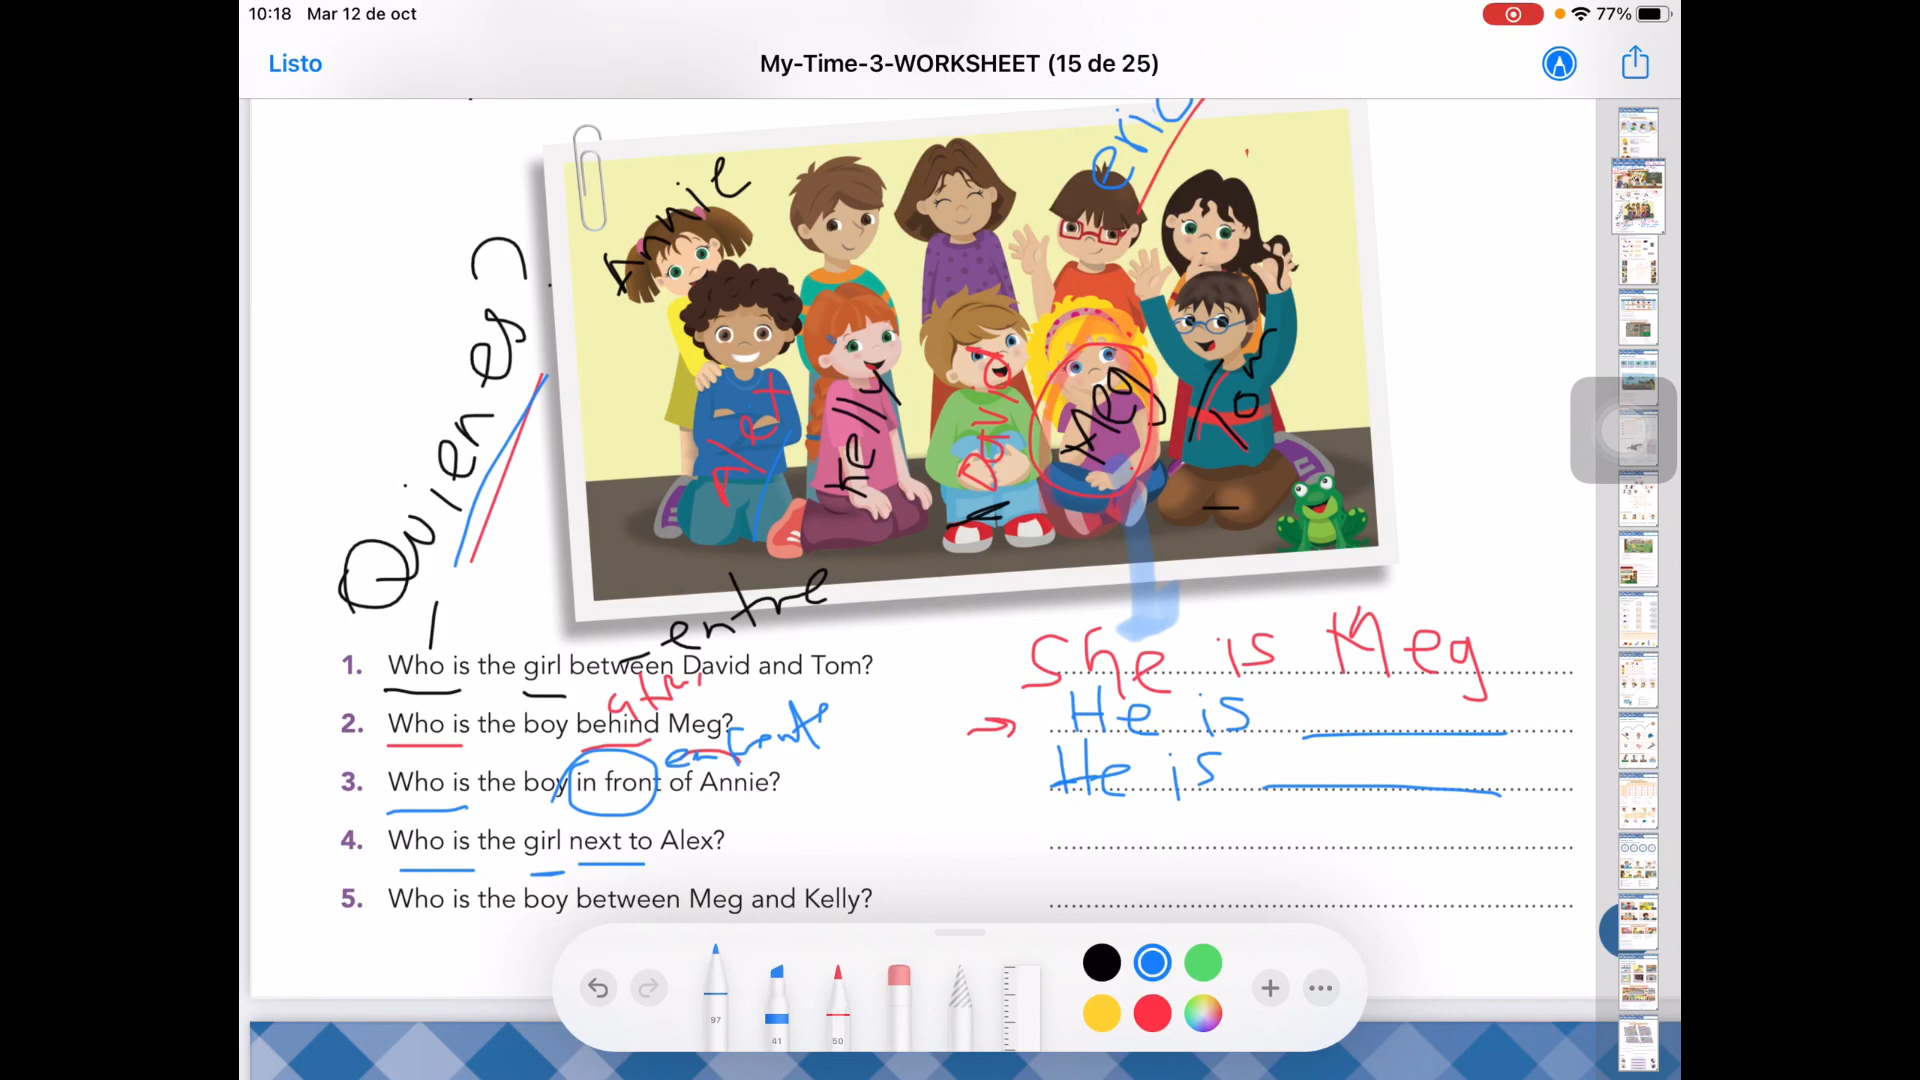 10:18 Mar 12 de oct
77%
Listo
My-Time-3-WORKSHEET (15 de 25)
eric
Annie
Quien es
Alex
kelly
David
Meg
Tom
entre
1. Who is the girl between David and Tom?
She is Meg
atra
2. Who is the boy behind Meg?
→ He is
en frente
3. Who is the boy in front of Annie?
He is
4. Who is the girl next to Alex?
5. Who is the boy between Meg and Kelly?
97
41
50